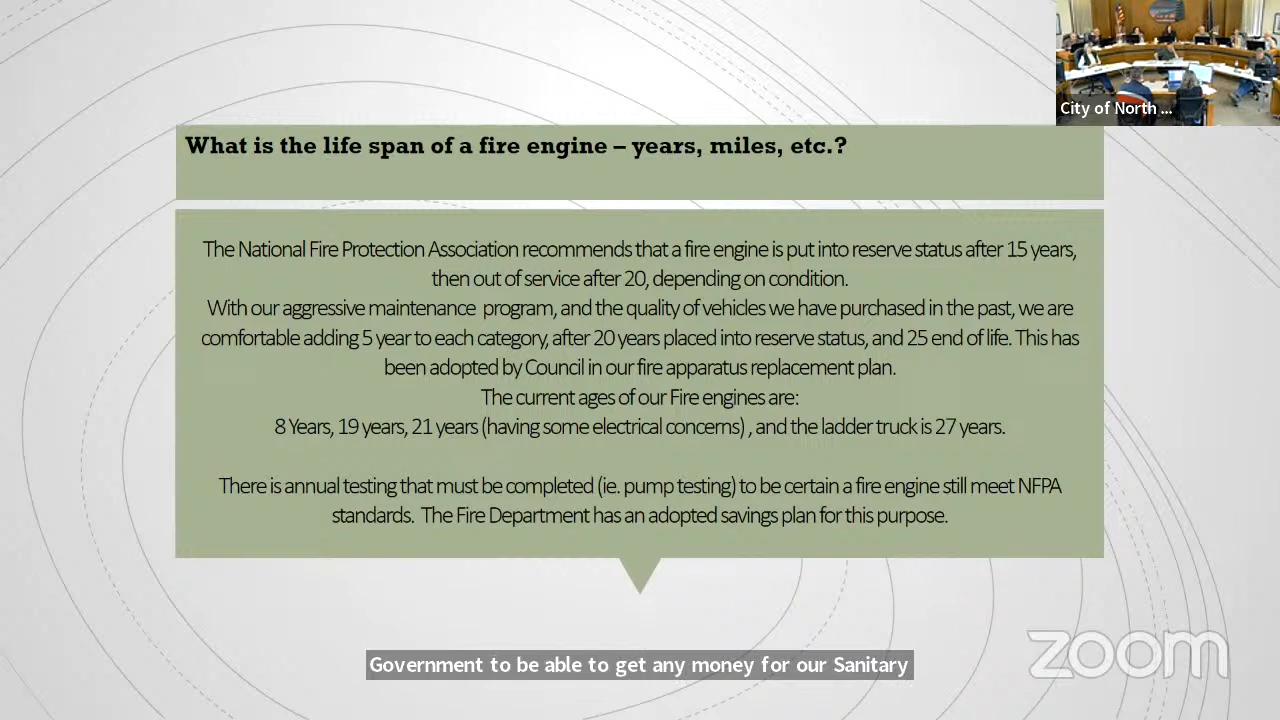 City of North ...
What is the life span of a fire engine – years, miles, etc.?
The National Fire Protection Association recommends that a fire engine is put into reserve status after 15 years,
then out of service after 20, depending on condition.
With our aggressive maintenance program, and the quality of vehicles we have purchased in the past, we are
comfortable adding 5 year to each category, after 20 years placed into reserve status, and 25 end of life. This has
been adopted by Council in our fire apparatus replacement plan.
The current ages of our Fire engines are:
8 Years, 19 years, 21 years (having some electrical concerns) , and the ladder truck is 27 years.
There is annual testing that must be completed (ie. pump testing) to be certain a fire engine still meet NFPA
standards. The Fire Department has an adopted savings plan for this purpose.
Government to be able to get any money for our Sanitary
zoom